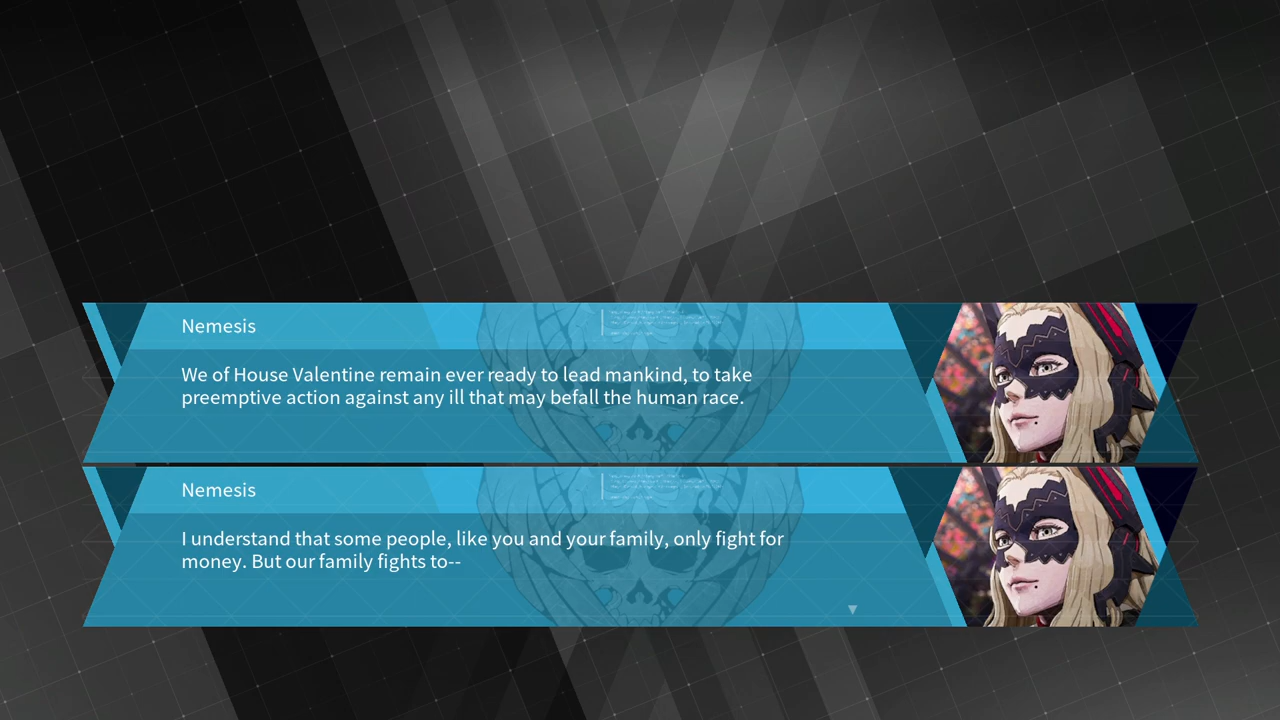 Nemesis
We of House Valentine remain ever ready to lead mankind, to take
preemptive action against any ill that may befall the human race.
Nemesis
I understand that some people, like you and your family, only fight for
money. But our family fights to--